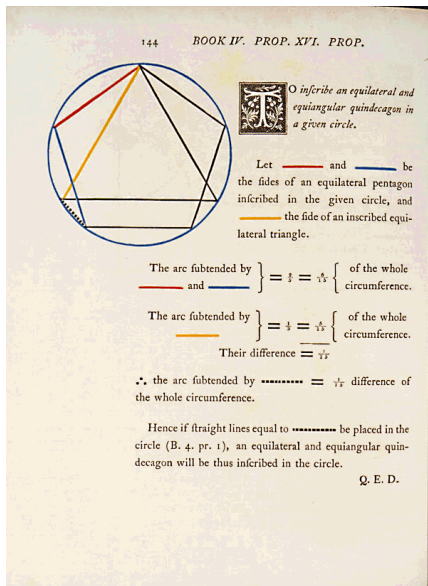 144 BOOK IV. PROP. XVI. PROP.
TO inſcribe an equilateral and
equiangular quindecagon in
a given circle.
Let and be
the ſides of an equilateral pentagon
inſcribed in the given circle, and
the ſide of an inscribed equi-
lateral triangle.
The arc ſubtended by
and } = 2/5 = 6/15 { of the whole
circumference.
The arc ſubtended by } = 1/3 = 5/15 { of the whole
circumference.
Their difference = 1/15
∴ the arc ſubtended by = 1/15 difference of
the whole circumference.
Hence if ſtraight lines equal to be placed in the
circle (B. 4. pr. 1), an equilateral and equiangular quin-
decagon will be thus inſcribed in the circle.
Q. E. D.